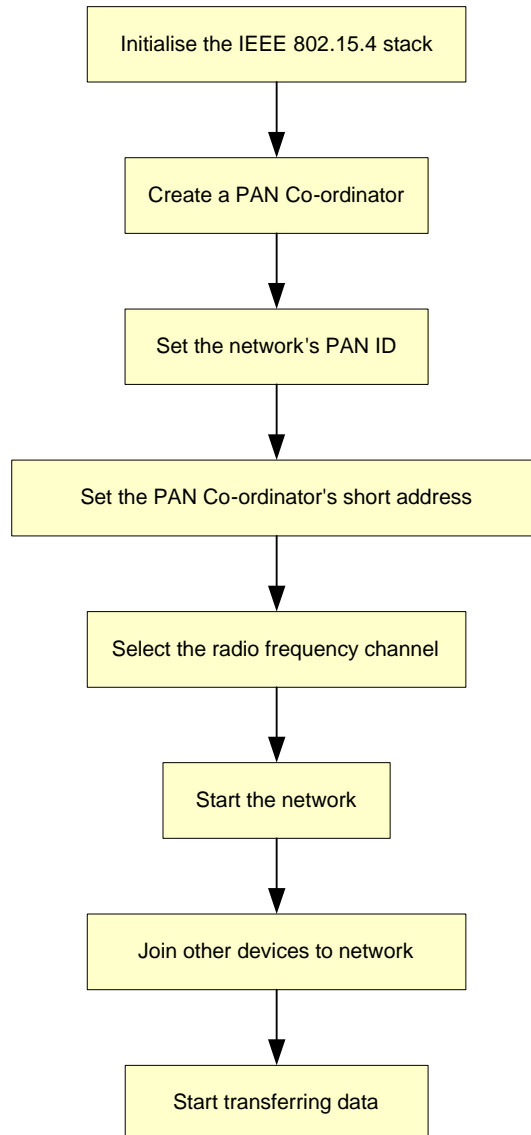 Initialise the IEEE 802.15.4 stack
Create a PAN Co-ordinator
Set the network's PAN ID
Set the PAN Co-ordinator's short address
Select the radio frequency channel
Start the network
Join other devices to network
Start transferring data